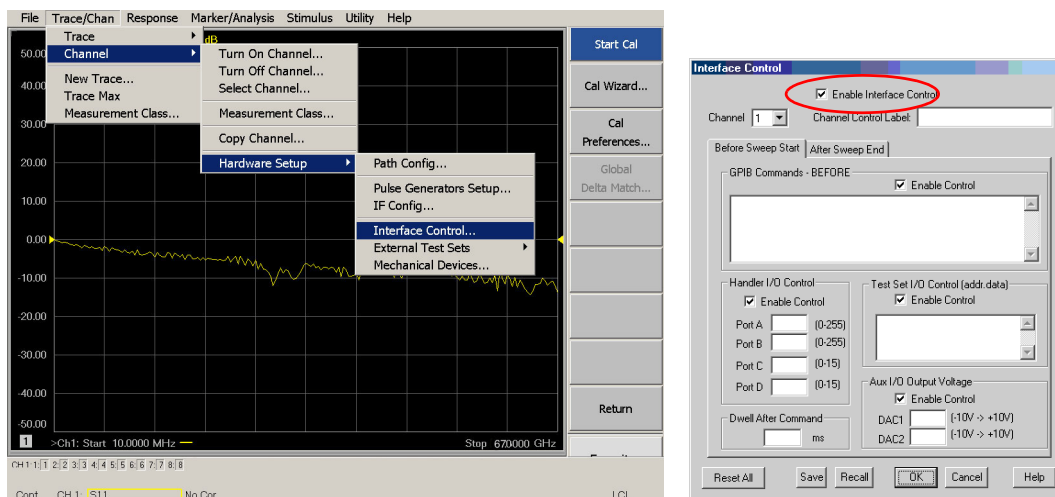 File Trace/Chan Response Marker/Analysis Stimulus Utility Help
Trace
Channel
New Trace...
Trace Max
Measurement Class...
dB
Turn On Channel...
Turn Off Channel...
Select Channel...
Measurement Class...
Copy Channel...
Hardware Setup
Path Config...
Pulse Generators Setup...
IF Config...
Interface Control...
External Test Sets
Mechanical Devices...
50.00
40.00
30.00
20.00
10.00
0.00
-10.00
-20.00
-30.00
-40.00
-50.00
1 >Ch1: Start 10.0000 MHz
Stop 67.0000 GHz
CH 1: 1: 1 2: 2 3: 3 4: 4 5: 5 6: 6 7: 7 8: 8
Cont. CH 1: S11 No Cor LCL
Start Cal
Cal Wizard...
Cal
Preferences...
Global
Delta Match...
Return
Interface Control
Enable Interface Control
Channel 1 Channel Control Label:
Before Sweep Start After Sweep End
GPIB Commands - BEFORE
Enable Control
Handler I/O Control
Enable Control
Port A (0-255)
Port B (0-255)
Port C (0-15)
Port D (0-15)
Test Set I/O Control (addr.data)
Enable Control
Aux I/O Output Voltage
Enable Control
DAC1 (-10V -> +10V)
DAC2 (-10V -> +10V)
Dwell After Command
ms
Reset All Save Recall OK Cancel Help